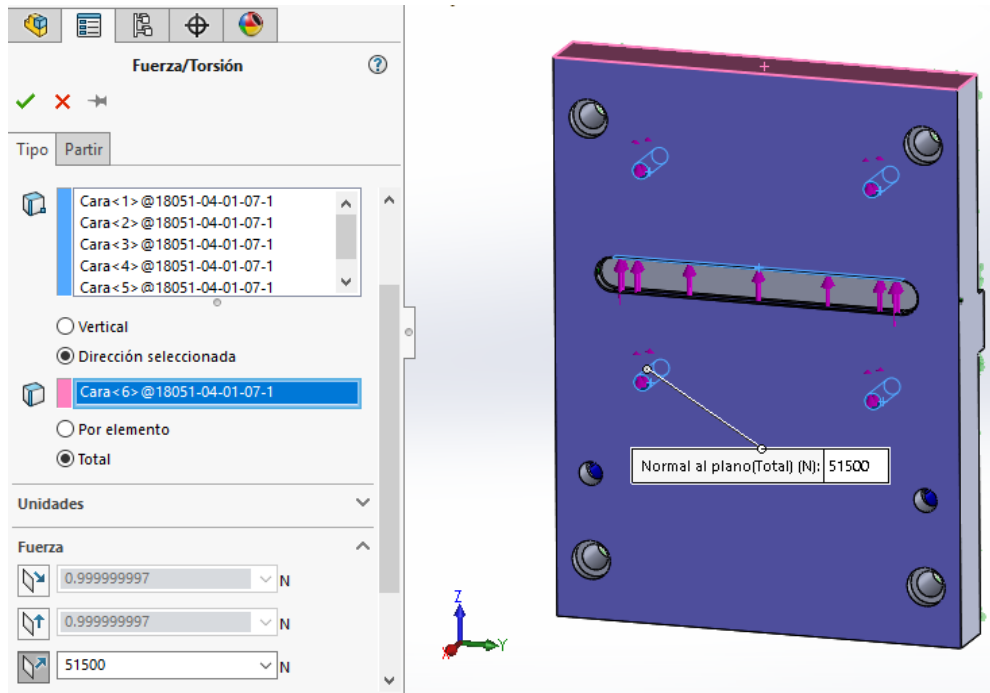 Fuerza/Torsión
Tipo Partir
Cara<1>@18051-04-01-07-1
Cara<2>@18051-04-01-07-1
Cara<3>@18051-04-01-07-1
Cara<4>@18051-04-01-07-1
Cara<5>@18051-04-01-07-1
Vertical
Dirección seleccionada
Cara<6>@18051-04-01-07-1
Por elemento
Total
Unidades
Fuerza
0.999999997 N
0.999999997 N
51500 N
Normal al plano(Total) (N): 51500
Z
Y
X